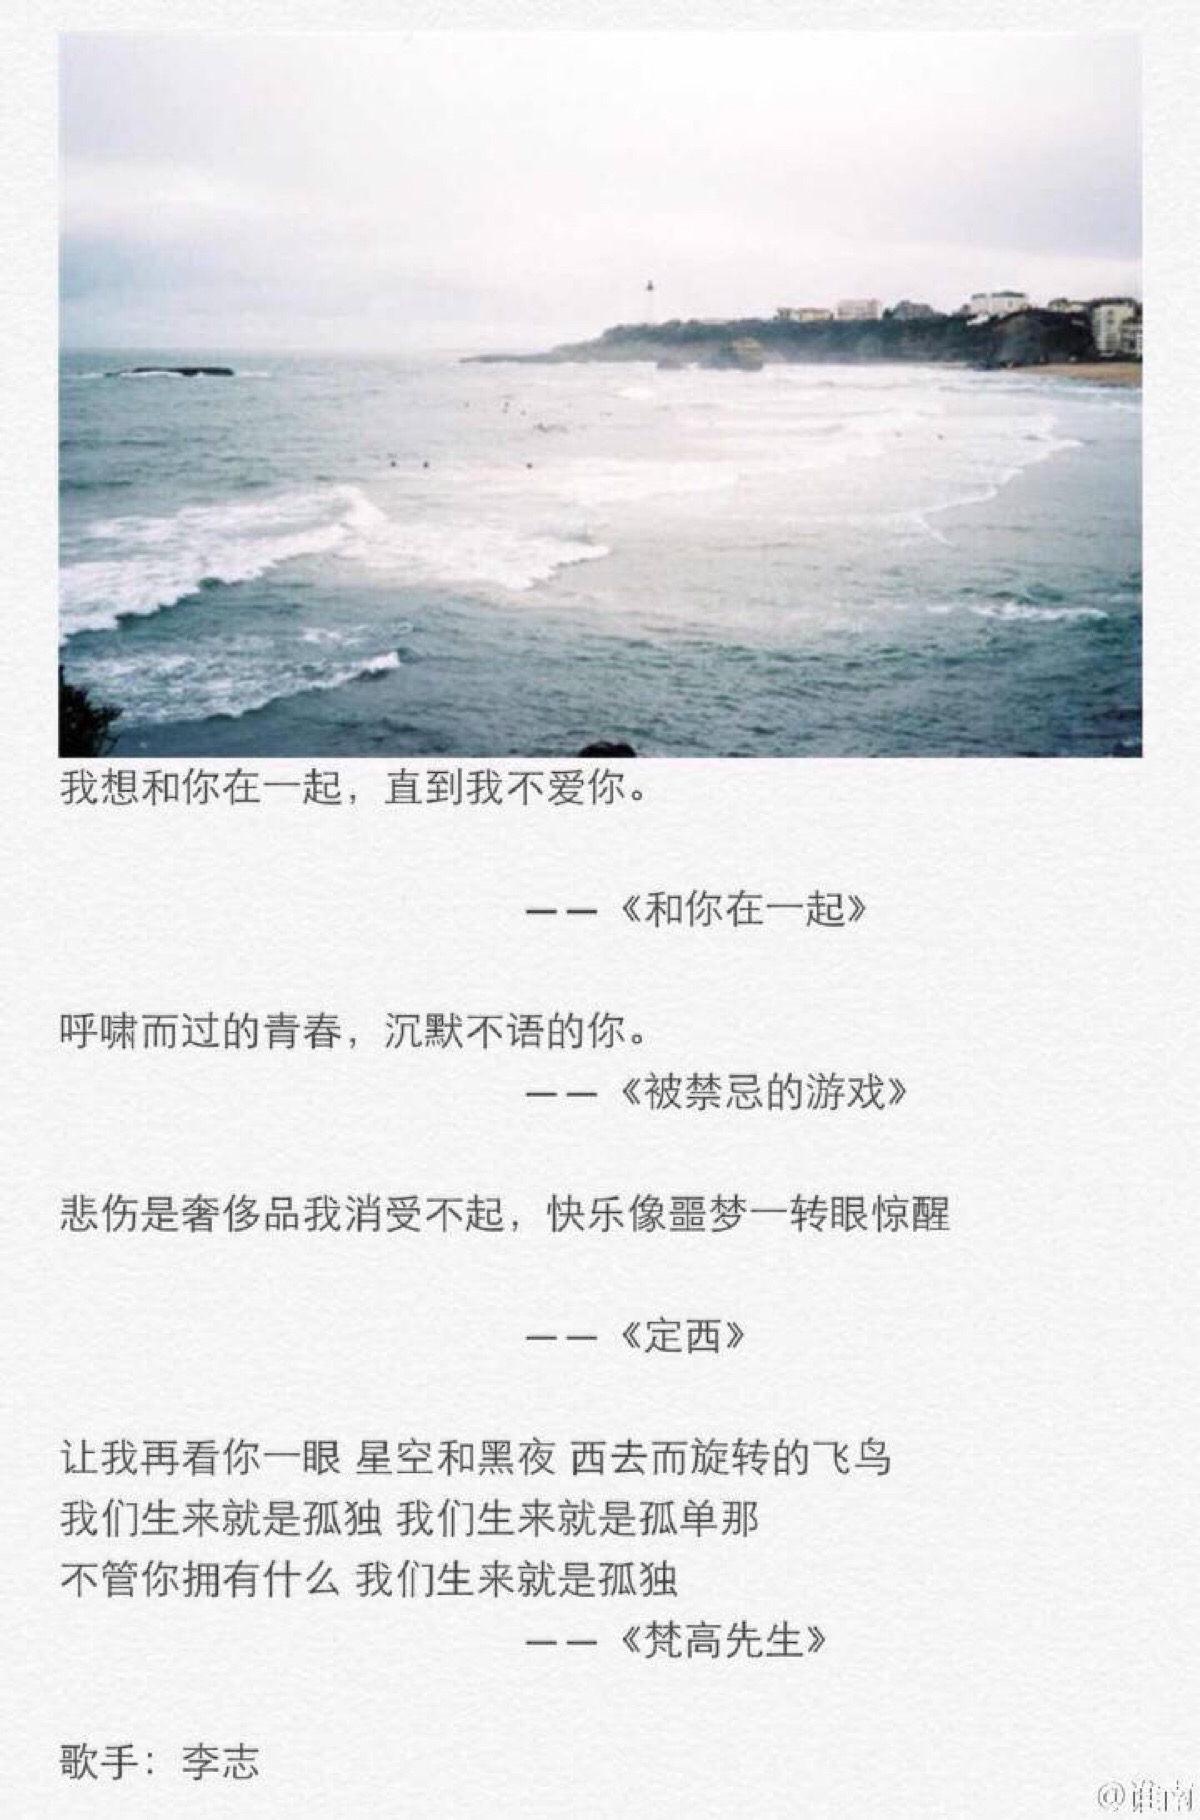 我想和你在一起，直到我不爱你。
——《和你在一起》
呼啸而过的青春，沉默不语的你。
——《被禁忌的游戏》
悲伤是奢侈品我消受不起，快乐像噩梦一转眼惊醒
——《定西》
让我再看你一眼 星空和黑夜 西去而旋转的飞鸟
我们生来就是孤独 我们生来就是孤单那
不管你拥有什么 我们生来就是孤独
——《梵高先生》
歌手：李志